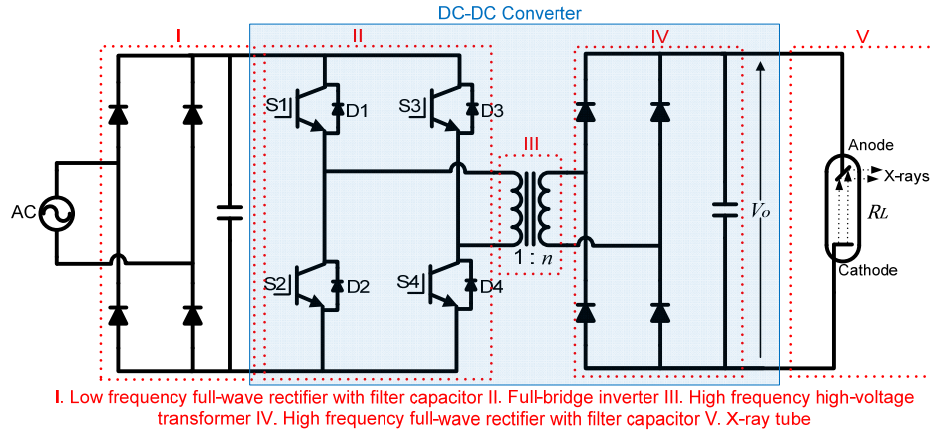 DC-DC Converter
I
II
IV
V
S1
D1
S3
D3
III
Anode
X-rays
AC
Vo
RL
1 : n
S2
D2
S4
D4
Cathode
I. Low frequency full-wave rectifier with filter capacitor II. Full-bridge inverter III. High frequency high-voltage
transformer IV. High frequency full-wave rectifier with filter capacitor V. X-ray tube